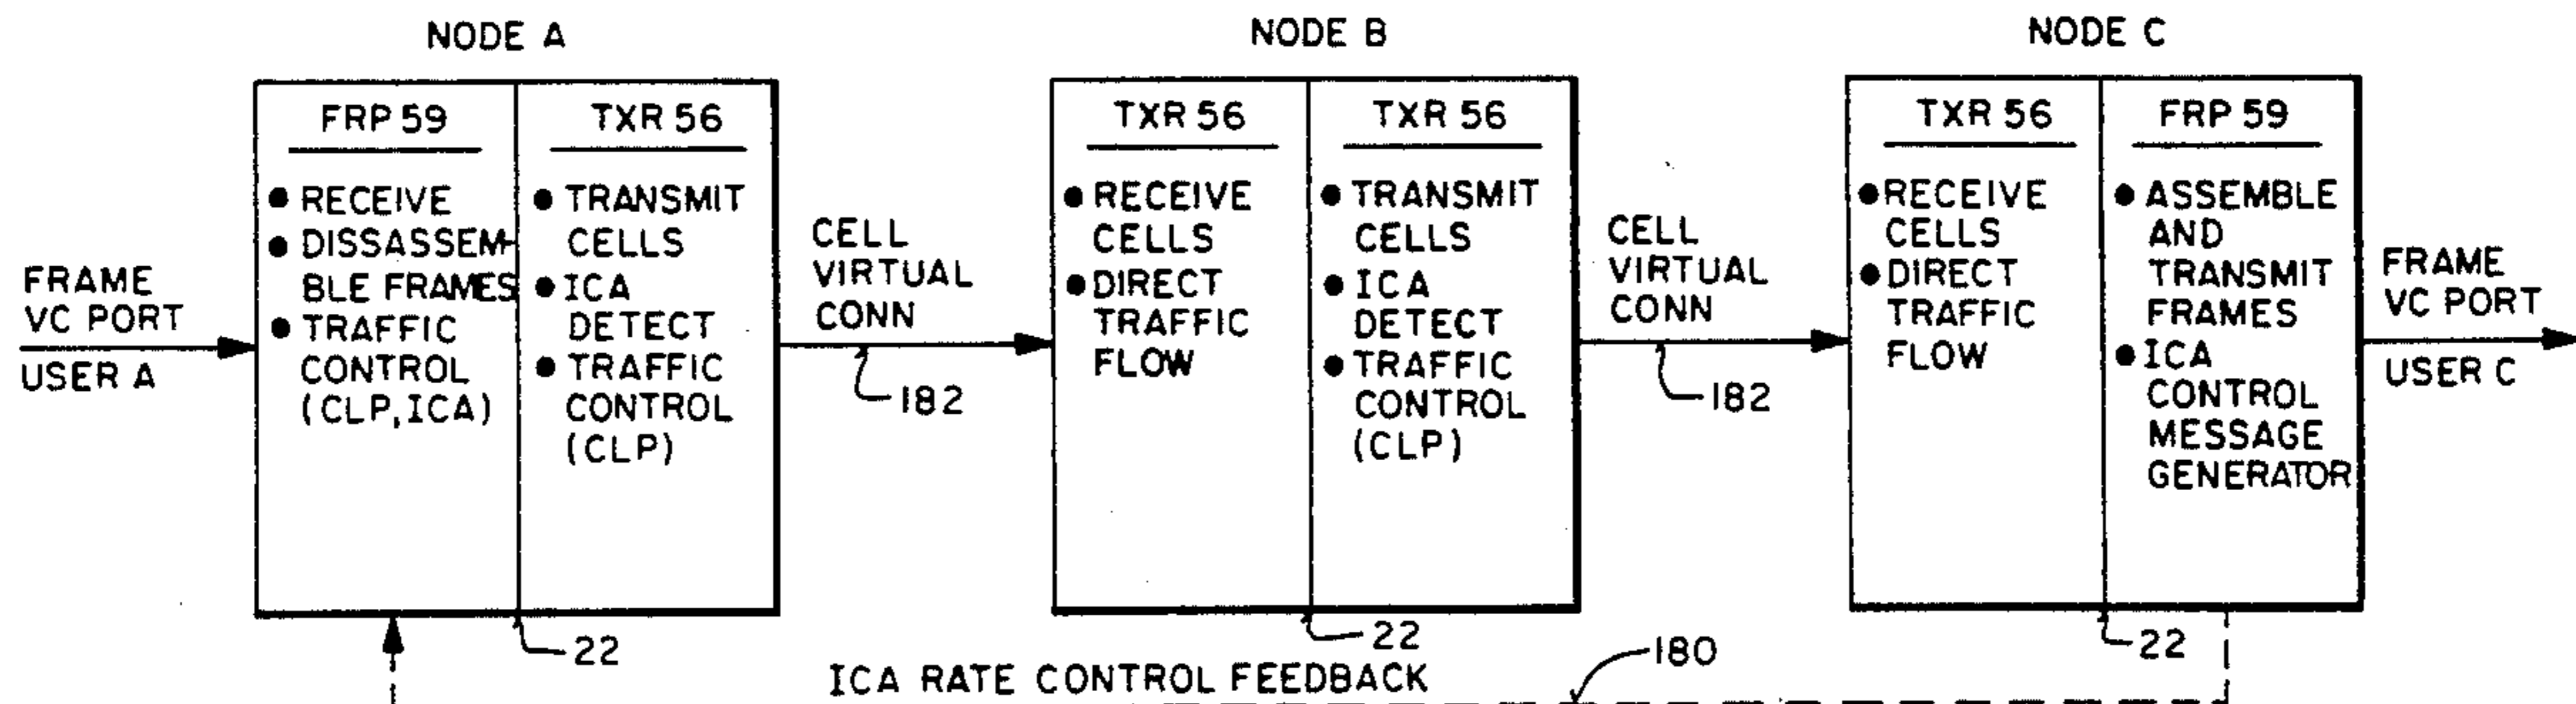 NODE A
FRP 59
● RECEIVE
● DISSASSEM-
BLE FRAMES
● TRAFFIC
CONTROL
(CLP, ICA)
TXR 56
● TRANSMIT
CELLS
● ICA
DETECT
● TRAFFIC
CONTROL
(CLP)
FRAME
VC PORT
USER A
22
CELL
VIRTUAL
CONN
182
NODE B
TXR 56
● RECEIVE
CELLS
● DIRECT
TRAFFIC
FLOW
TXR 56
● TRANSMIT
CELLS
● ICA
DETECT
● TRAFFIC
CONTROL
(CLP)
22
CELL
VIRTUAL
CONN
182
NODE C
TXR 56
● RECEIVE
CELLS
● DIRECT
TRAFFIC
FLOW
FRP 59
● ASSEMBLE
AND
TRANSMIT
FRAMES
● ICA
CONTROL
MESSAGE
GENERATOR
22
FRAME
VC PORT
USER C
ICA RATE CONTROL FEEDBACK
180